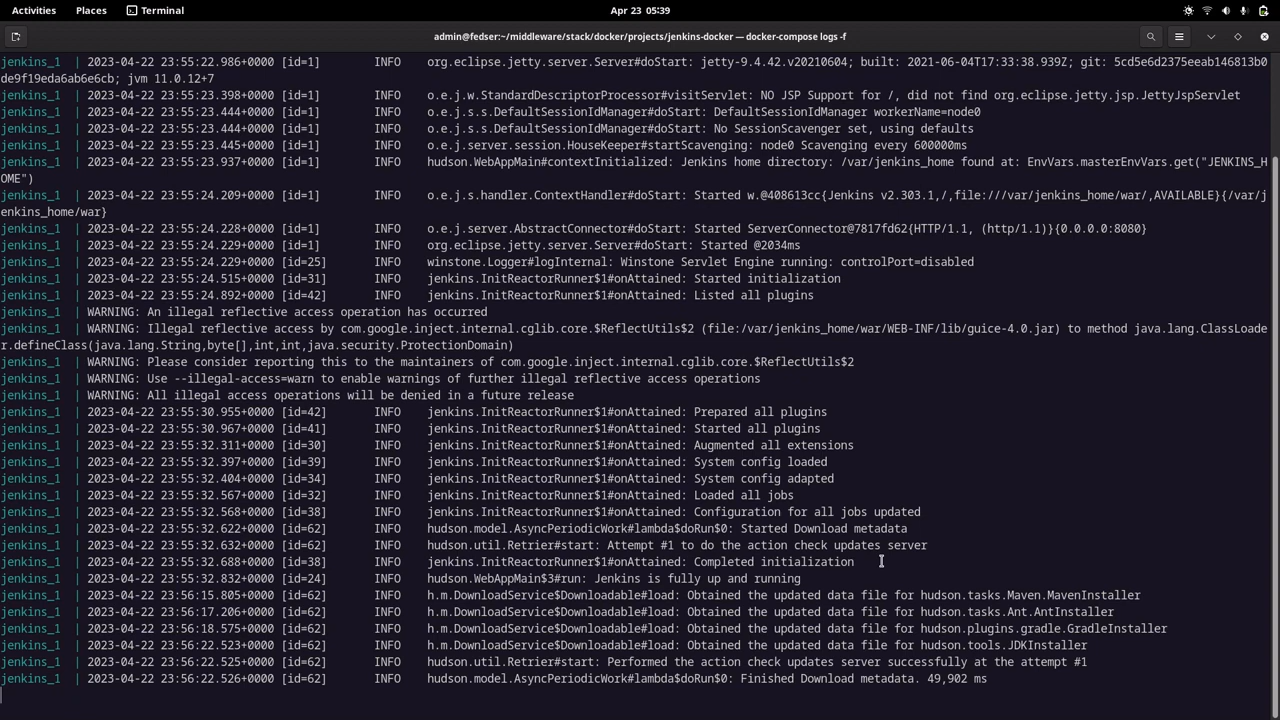 Activities Places Terminal Apr 23 05:39
admin@fedser:~/middleware/stack/docker/projects/jenkins-docker — docker-compose logs -f
jenkins_1 | 2023-04-22 23:55:22.986+0000 [id=1] INFO org.eclipse.jetty.server.Server#doStart: jetty-9.4.42.v20210604; built: 2021-06-04T17:33:38.939Z; git: 5cd5e6d2375eeab146813b0
de9f19eda6ab6e6cb; jvm 11.0.12+7
jenkins_1 | 2023-04-22 23:55:23.398+0000 [id=1] INFO o.e.j.w.StandardDescriptorProcessor#visitServlet: NO JSP Support for /, did not find org.eclipse.jetty.jsp.JettyJspServlet
jenkins_1 | 2023-04-22 23:55:23.444+0000 [id=1] INFO o.e.j.s.s.DefaultSessionIdManager#doStart: DefaultSessionIdManager workerName=node0
jenkins_1 | 2023-04-22 23:55:23.444+0000 [id=1] INFO o.e.j.s.s.DefaultSessionIdManager#doStart: No SessionScavenger set, using defaults
jenkins_1 | 2023-04-22 23:55:23.445+0000 [id=1] INFO o.e.j.server.session.HouseKeeper#startScavenging: node0 Scavenging every 600000ms
jenkins_1 | 2023-04-22 23:55:23.937+0000 [id=1] INFO hudson.WebAppMain#contextInitialized: Jenkins home directory: /var/jenkins_home found at: EnvVars.masterEnvVars.get("JENKINS_H
OME")
jenkins_1 | 2023-04-22 23:55:24.209+0000 [id=1] INFO o.e.j.s.handler.ContextHandler#doStart: Started w.@408613cc{Jenkins v2.303.1,/,file:///var/jenkins_home/war/,AVAILABLE}{/var/j
enkins_home/war}
jenkins_1 | 2023-04-22 23:55:24.228+0000 [id=1] INFO o.e.j.server.AbstractConnector#doStart: Started ServerConnector@7817fd62{HTTP/1.1, (http/1.1)}{0.0.0.0:8080}
jenkins_1 | 2023-04-22 23:55:24.229+0000 [id=1] INFO org.eclipse.jetty.server.Server#doStart: Started @2034ms
jenkins_1 | 2023-04-22 23:55:24.229+0000 [id=25] INFO winstone.Logger#logInternal: Winstone Servlet Engine running: controlPort=disabled
jenkins_1 | 2023-04-22 23:55:24.515+0000 [id=31] INFO jenkins.InitReactorRunner$1#onAttained: Started initialization
jenkins_1 | 2023-04-22 23:55:24.892+0000 [id=42] INFO jenkins.InitReactorRunner$1#onAttained: Listed all plugins
jenkins_1 | WARNING: An illegal reflective access operation has occurred
jenkins_1 | WARNING: Illegal reflective access by com.google.inject.internal.cglib.core.$ReflectUtils$2 (file:/var/jenkins_home/war/WEB-INF/lib/guice-4.0.jar) to method java.lang.ClassLoade
r.defineClass(java.lang.String,byte[],int,int,java.security.ProtectionDomain)
jenkins_1 | WARNING: Please consider reporting this to the maintainers of com.google.inject.internal.cglib.core.$ReflectUtils$2
jenkins_1 | WARNING: Use --illegal-access=warn to enable warnings of further illegal reflective access operations
jenkins_1 | WARNING: All illegal access operations will be denied in a future release
jenkins_1 | 2023-04-22 23:55:30.955+0000 [id=42] INFO jenkins.InitReactorRunner$1#onAttained: Prepared all plugins
jenkins_1 | 2023-04-22 23:55:30.967+0000 [id=41] INFO jenkins.InitReactorRunner$1#onAttained: Started all plugins
jenkins_1 | 2023-04-22 23:55:32.311+0000 [id=30] INFO jenkins.InitReactorRunner$1#onAttained: Augmented all extensions
jenkins_1 | 2023-04-22 23:55:32.397+0000 [id=39] INFO jenkins.InitReactorRunner$1#onAttained: System config loaded
jenkins_1 | 2023-04-22 23:55:32.404+0000 [id=34] INFO jenkins.InitReactorRunner$1#onAttained: System config adapted
jenkins_1 | 2023-04-22 23:55:32.567+0000 [id=32] INFO jenkins.InitReactorRunner$1#onAttained: Loaded all jobs
jenkins_1 | 2023-04-22 23:55:32.568+0000 [id=38] INFO jenkins.InitReactorRunner$1#onAttained: Configuration for all jobs updated
jenkins_1 | 2023-04-22 23:55:32.622+0000 [id=62] INFO hudson.model.AsyncPeriodicWork#lambda$doRun$0: Started Download metadata
jenkins_1 | 2023-04-22 23:55:32.632+0000 [id=62] INFO hudson.util.Retrier#start: Attempt #1 to do the action check updates server
jenkins_1 | 2023-04-22 23:55:32.688+0000 [id=38] INFO jenkins.InitReactorRunner$1#onAttained: Completed initialization
jenkins_1 | 2023-04-22 23:55:32.832+0000 [id=24] INFO hudson.WebAppMain$3#run: Jenkins is fully up and running
jenkins_1 | 2023-04-22 23:56:15.805+0000 [id=62] INFO h.m.DownloadService$Downloadable#load: Obtained the updated data file for hudson.tasks.Maven.MavenInstaller
jenkins_1 | 2023-04-22 23:56:17.206+0000 [id=62] INFO h.m.DownloadService$Downloadable#load: Obtained the updated data file for hudson.tasks.Ant.AntInstaller
jenkins_1 | 2023-04-22 23:56:18.575+0000 [id=62] INFO h.m.DownloadService$Downloadable#load: Obtained the updated data file for hudson.plugins.gradle.GradleInstaller
jenkins_1 | 2023-04-22 23:56:22.523+0000 [id=62] INFO h.m.DownloadService$Downloadable#load: Obtained the updated data file for hudson.tools.JDKInstaller
jenkins_1 | 2023-04-22 23:56:22.525+0000 [id=62] INFO hudson.util.Retrier#start: Performed the action check updates server successfully at the attempt #1
jenkins_1 | 2023-04-22 23:56:22.526+0000 [id=62] INFO hudson.model.AsyncPeriodicWork#lambda$doRun$0: Finished Download metadata. 49,902 ms